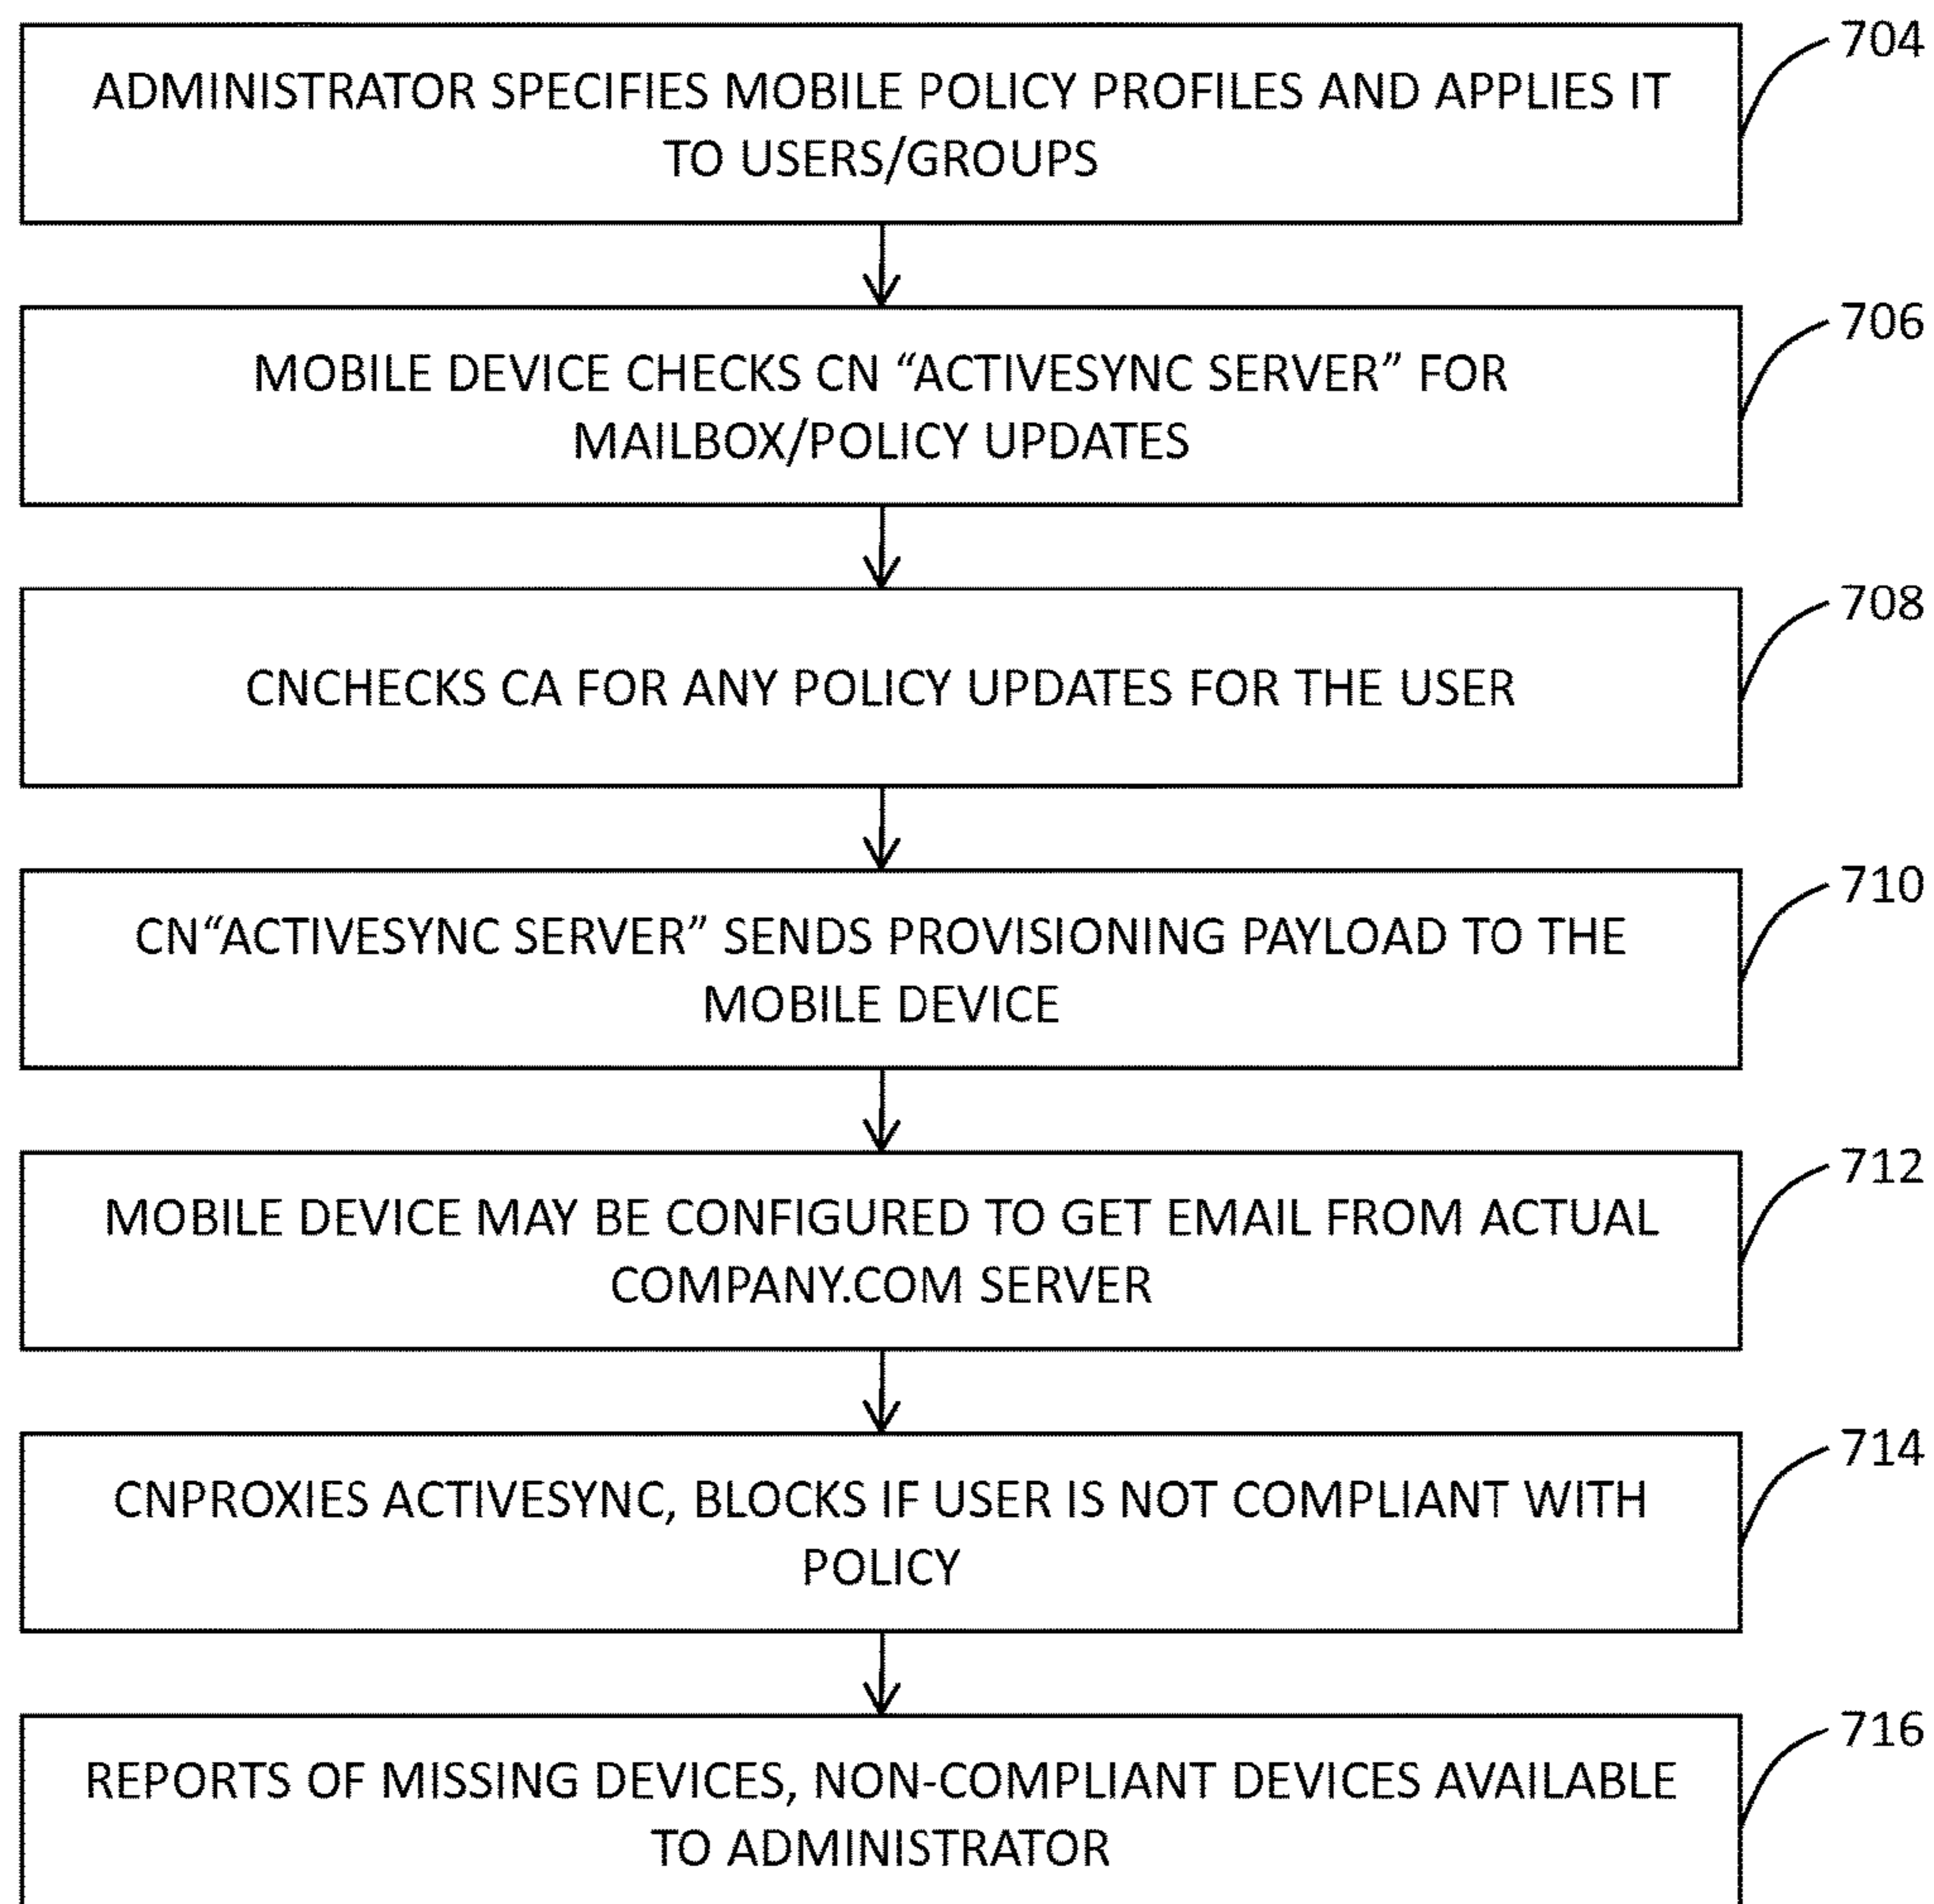 ADMINISTRATOR SPECIFIES MOBILE POLICY PROFILES AND APPLIES IT
TO USERS/GROUPS
704
MOBILE DEVICE CHECKS CN “ACTIVESYNC SERVER” FOR
MAILBOX/POLICY UPDATES
706
CNCHECKS CA FOR ANY POLICY UPDATES FOR THE USER
708
CN“ACTIVESYNC SERVER” SENDS PROVISIONING PAYLOAD TO THE
MOBILE DEVICE
710
MOBILE DEVICE MAY BE CONFIGURED TO GET EMAIL FROM ACTUAL
COMPANY.COM SERVER
712
CNPROXIES ACTIVESYNC, BLOCKS IF USER IS NOT COMPLIANT WITH
POLICY
714
REPORTS OF MISSING DEVICES, NON-COMPLIANT DEVICES AVAILABLE
TO ADMINISTRATOR
716